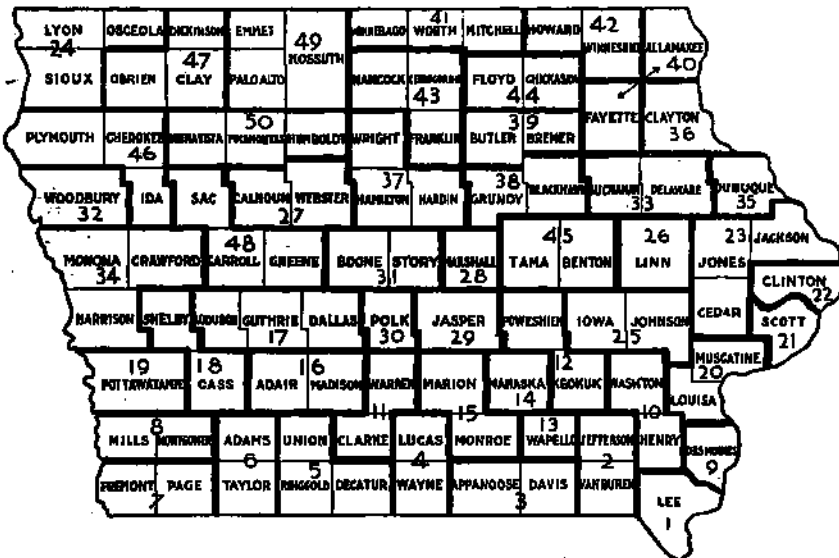 LYON OSCEOLA DICKINSON EMMET 49 WINNEBAGO 41 WORTH MITCHELL HOWARD 42 WINNESHIEK ALLAMAKEE
24 47 KOSSUTH 40
SIOUX OBRIEN CLAY PALO ALTO HANCOCK CERRO GORDO FLOYD CHICKASAW
43 44 FAYETTE CLAYTON
PLYMOUTH CHEROKEE BUENA VISTA 50 POCAHONTAS HUMBOLDT WRIGHT FRANKLIN BUTLER 39 BREMER 36
46
WOODBURY IDA SAC CALHOUN WEBSTER 37 HAMILTON HARDIN 38 GRUNDY BLACKHAWK BUCHANAN DELAWARE DUBUQUE
32 27 33 35
MONONA CRAWFORD 48 CARROLL GREENE BOONE STORY MARSHALL 45 TAMA BENTON 26 LINN 23 JONES JACKSON
34 31 28 CLINTON
22
HARRISON SHELBY AUDUBON GUTHRIE DALLAS POLK JASPER POWESHIEK IOWA JOHNSON CEDAR SCOTT
17 30 29 25 21
MUSCATINE
20
19 18 16 12
POTTAWATTAMIE CASS ADAIR MADISON WARREN MARION MAHASKA KEOKUK WASH'TON LOUISA
14
11 15 10
8 13
MILLS MONTGOMERY ADAMS UNION CLARKE LUCAS MONROE WAPELLO JEFFERSON HENRY DES MOINES
6 5 4 2 9
FREMONT PAGE TAYLOR RINGGOLD DECATUR WAYNE APPANOOSE DAVIS VAN BUREN
7 3 LEE
1